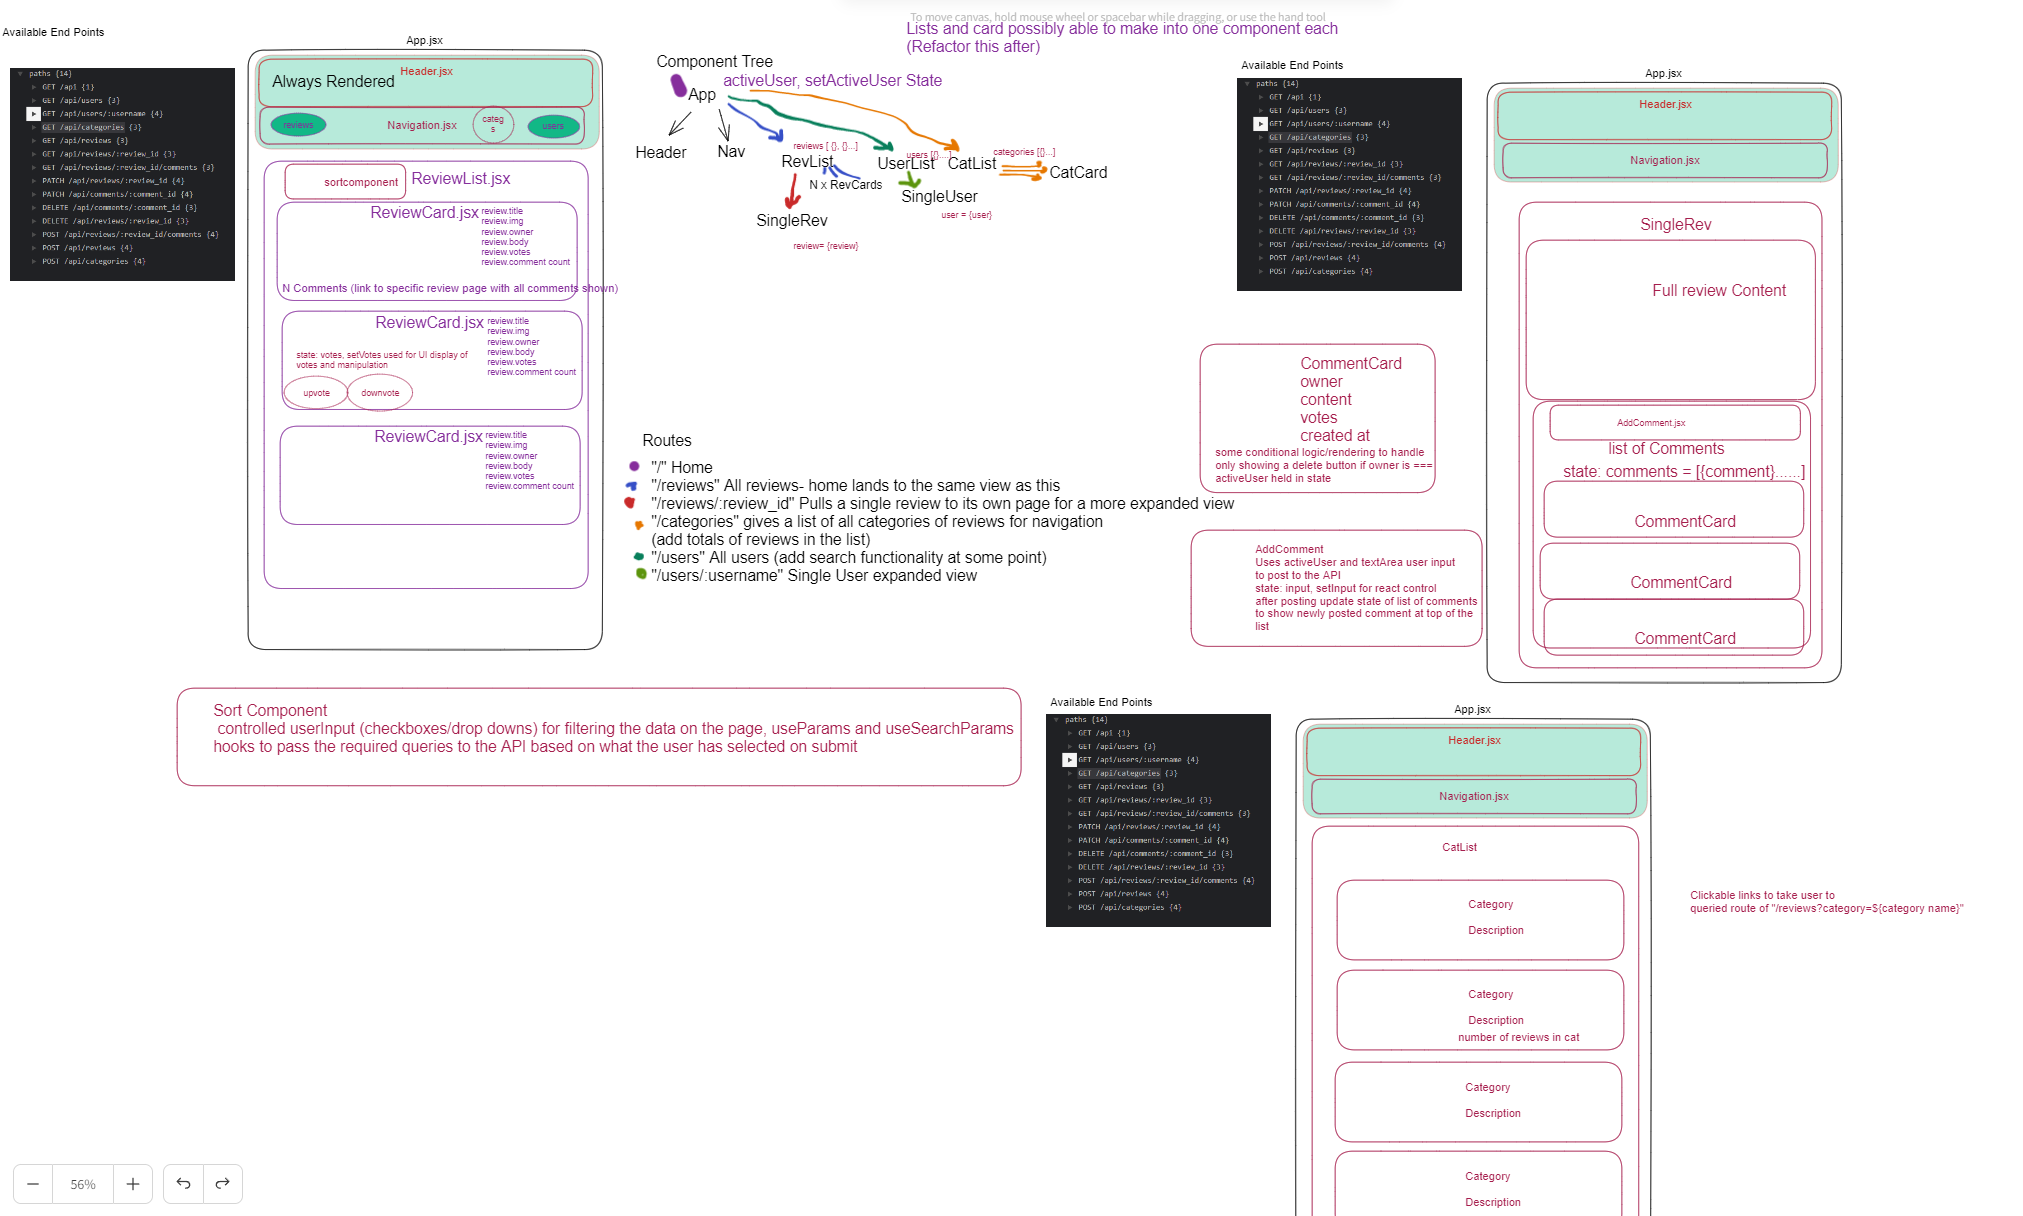 To move canvas, hold mouse wheel or spacebar while dragging, or use the hand tool
Lists and card possibly able to make into one component each
(Refactor this after)
Available End Points
paths {14}
GET /api {1}
GET /api/users {3}
GET /api/users/:username {4}
GET /api/categories {3}
GET /api/reviews {3}
GET /api/reviews/:review_id {3}
GET /api/reviews/:review_id/comments {3}
PATCH /api/reviews/:review_id {4}
PATCH /api/comments/:comment_id {4}
DELETE /api/comments/:comment_id {3}
DELETE /api/reviews/:review_id {3}
POST /api/reviews/:review_id/comments {4}
POST /api/reviews {4}
POST /api/categories {4}
App.jsx
Header.jsx
Always Rendered
reviews
Navigation.jsx
categ
s
users
sortcomponent
ReviewList.jsx
ReviewCard.jsx
review.title
review.img
review.owner
review.body
review.votes
review.comment count
N Comments (link to specific review page with all comments shown)
ReviewCard.jsx
review.title
review.img
review.owner
review.body
review.votes
review.comment count
state: votes, setVotes used for UI display of
votes and manipulation
upvote
downvote
ReviewCard.jsx
review.title
review.img
review.owner
review.body
review.votes
review.comment count
Component Tree
activeUser, setActiveUser State
App
Header
Nav
reviews [ {}, {}...]
RevList
N x RevCards
SingleRev
review= {review}
users [{}....]
UserList
SingleUser
user = {user}
CatList
categories [{}...]
CatCard
Routes
"/" Home
"/reviews" All reviews- home lands to the same view as this
"/reviews/:review_id" Pulls a single review to its own page for a more expanded view
"/categories" gives a list of all categories of reviews for navigation
(add totals of reviews in the list)
"/users" All users (add search functionality at some point)
"/users/:username" Single User expanded view
Available End Points
paths {14}
GET /api {1}
GET /api/users {3}
GET /api/users/:username {4}
GET /api/categories {3}
GET /api/reviews {3}
GET /api/reviews/:review_id {3}
GET /api/reviews/:review_id/comments {3}
PATCH /api/reviews/:review_id {4}
PATCH /api/comments/:comment_id {4}
DELETE /api/comments/:comment_id {3}
DELETE /api/reviews/:review_id {3}
POST /api/reviews/:review_id/comments {4}
POST /api/reviews {4}
POST /api/categories {4}
App.jsx
Header.jsx
Navigation.jsx
SingleRev
Full review Content
AddComment.jsx
list of Comments
state: comments = [{comment}......]
CommentCard
CommentCard
CommentCard
CommentCard
owner
content
votes
created at
some conditional logic/rendering to handle
only showing a delete button if owner is ===
activeUser held in state
AddComment
Uses activeUser and textArea user input
to post to the API
state: input, setInput for react control
after posting update state of list of comments
to show newly posted comment at top of the
list
Sort Component
controlled userInput (checkboxes/drop downs) for filtering the data on the page, useParams and useSearchParams
hooks to pass the required queries to the API based on what the user has selected on submit
Available End Points
paths {14}
GET /api {1}
GET /api/users {3}
GET /api/users/:username {4}
GET /api/categories {3}
GET /api/reviews {3}
GET /api/reviews/:review_id {3}
GET /api/reviews/:review_id/comments {3}
PATCH /api/reviews/:review_id {4}
PATCH /api/comments/:comment_id {4}
DELETE /api/comments/:comment_id {3}
DELETE /api/reviews/:review_id {3}
POST /api/reviews/:review_id/comments {4}
POST /api/reviews {4}
POST /api/categories {4}
App.jsx
Header.jsx
Navigation.jsx
CatList
Category
Description
Category
Description
number of reviews in cat
Category
Description
Category
Description
Clickable links to take user to
queried route of "/reviews?category=${category name}"
56%